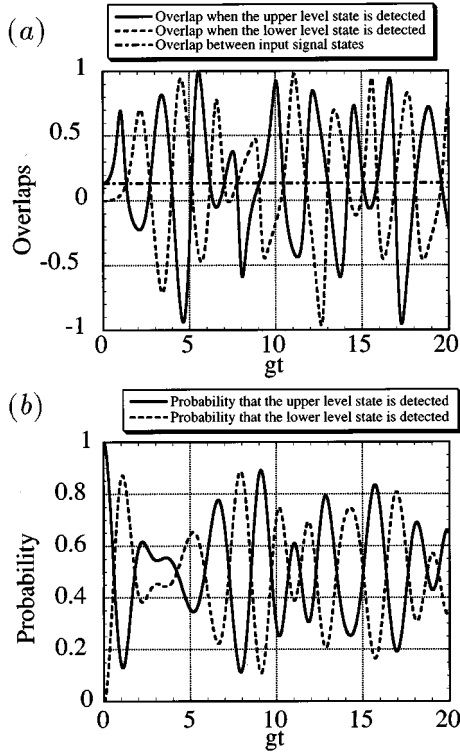 (a)
Overlap when the upper level state is detected
Overlap when the lower level state is detected
Overlap between input signal states
1
0.5
0
-0.5
-1
Overlaps
0 5 10 15 20
gt
(b)
Probability that the upper level state is detected
Probability that the lower level state is detected
1
0.8
0.6
0.4
0.2
0
Probability
0 5 10 15 20
gt